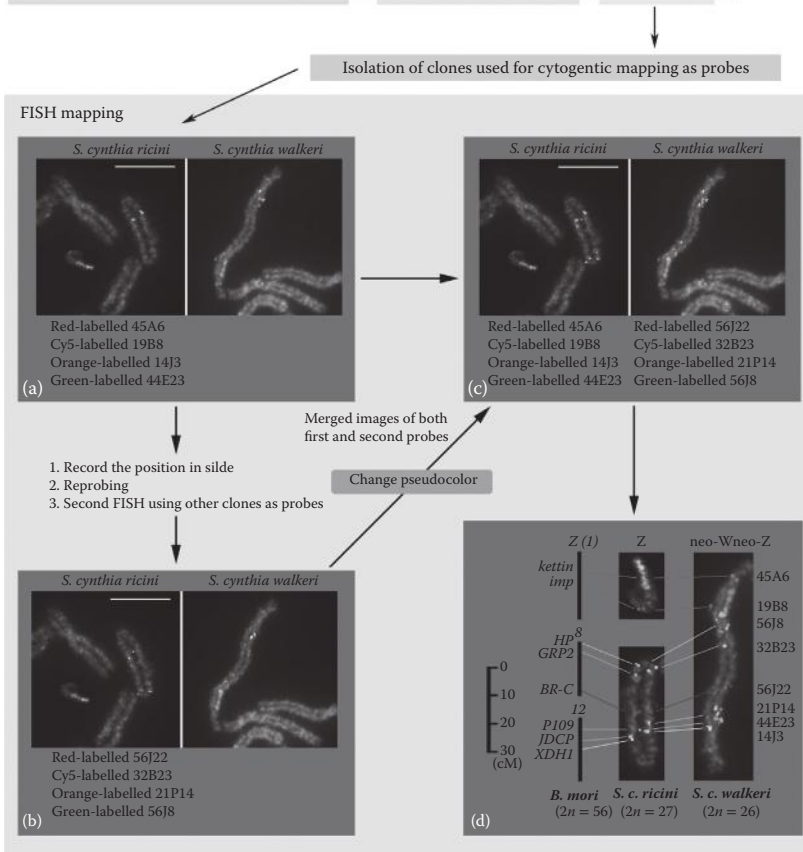 Isolation of clones used for cytogentic mapping as probes
FISH mapping
S. cynthia ricini S. cynthia walkeri
Red-labelled 45A6
Cy5-labelled 19B8
Orange-labelled 14J3
Green-labelled 44E23
(a)
S. cynthia ricini S. cynthia walkeri
Red-labelled 45A6 Red-labelled 56J22
Cy5-labelled 19B8 Cy5-labelled 32B23
Orange-labelled 14J3 Orange-labelled 21P14
Green-labelled 44E23 Green-labelled 56J8
(c)
Merged images of both
first and second probes
Change pseudocolor
1. Record the position in silde
2. Reprobing
3. Second FISH using other clones as probes
S. cynthia ricini S. cynthia walkeri
Red-labelled 56J22
Cy5-labelled 32B23
Orange-labelled 21P14
Green-labelled 56J8
(b)
Z (1) Z neo-Wneo-Z
kettin
imp
45A6
19B8
8
56J8
HP
GRP2
32B23
0
BR-C
56J22
10
12
21P14
20
P109
44E23
JDCP
14J3
30
XDH1
(cM)
B. mori S. c. ricini S. c. walkeri
(2n = 56) (2n = 27) (2n = 26)
(d)